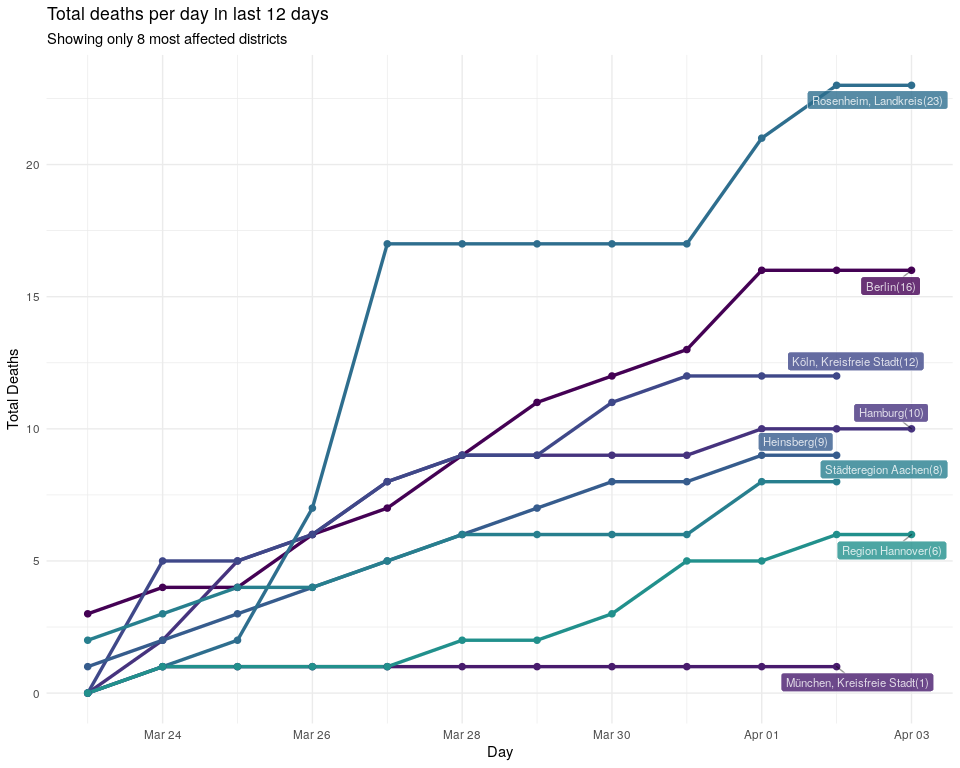 Total deaths per day in last 12 days
Showing only 8 most affected districts
Total Deaths
20
15
10
5
0
Rosenheim, Landkreis(23)
Berlin(16)
Köln, Kreisfreie Stadt(12)
Hamburg(10)
Heinsberg(9)
Städteregion Aachen(8)
Region Hannover(6)
München, Kreisfreie Stadt(1)
Mar 24
Mar 26
Mar 28
Mar 30
Apr 01
Apr 03
Day